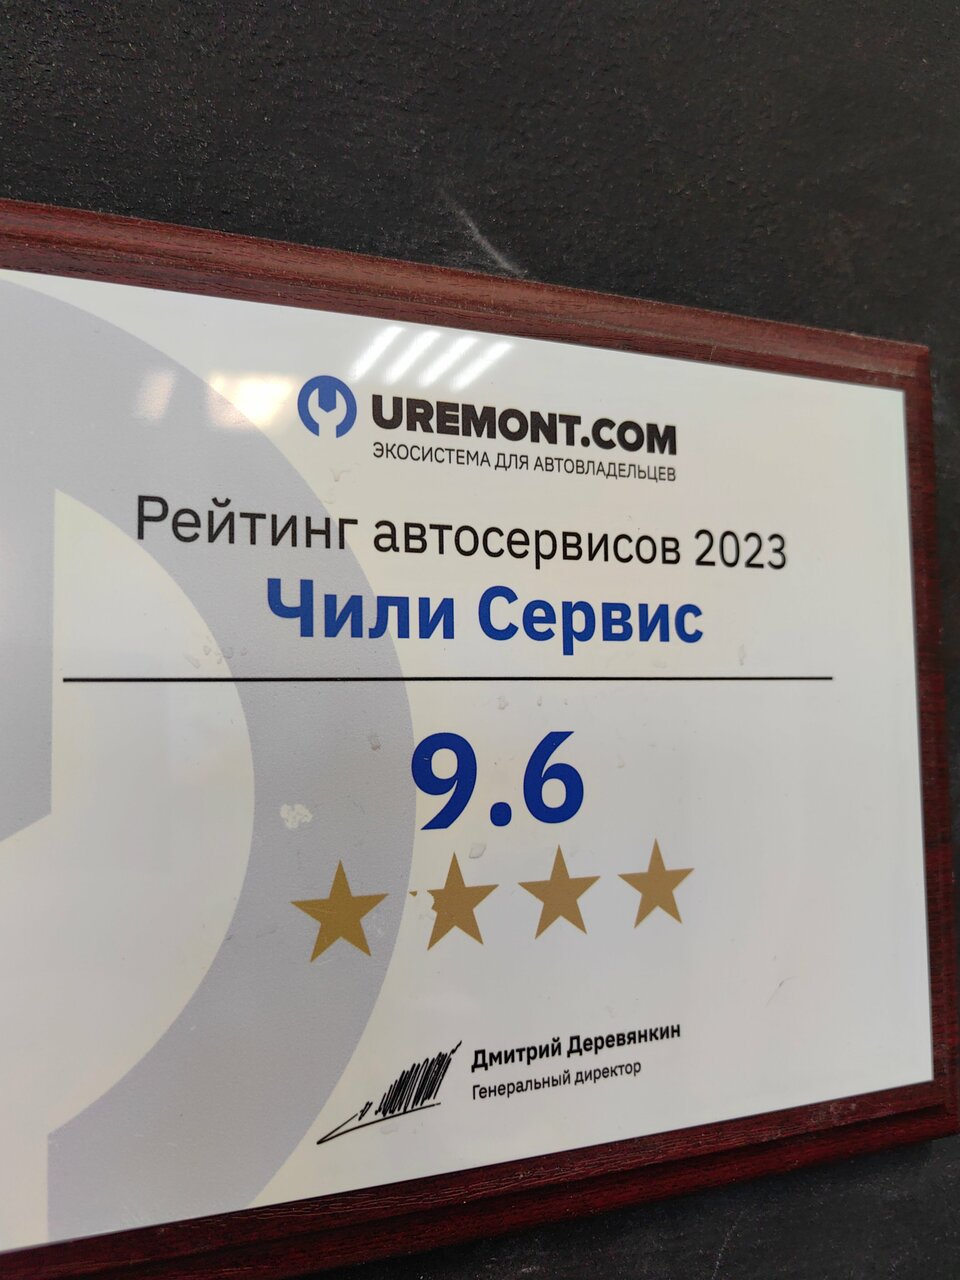 UREMONT.COM
ЭКОСИСТЕМА ДЛЯ АВТОВЛАДЕЛЬЦЕВ
Рейтинг автосервисов 2023
Чили Сервис
9.6
Дмитрий Деревянкин
Генеральный директор